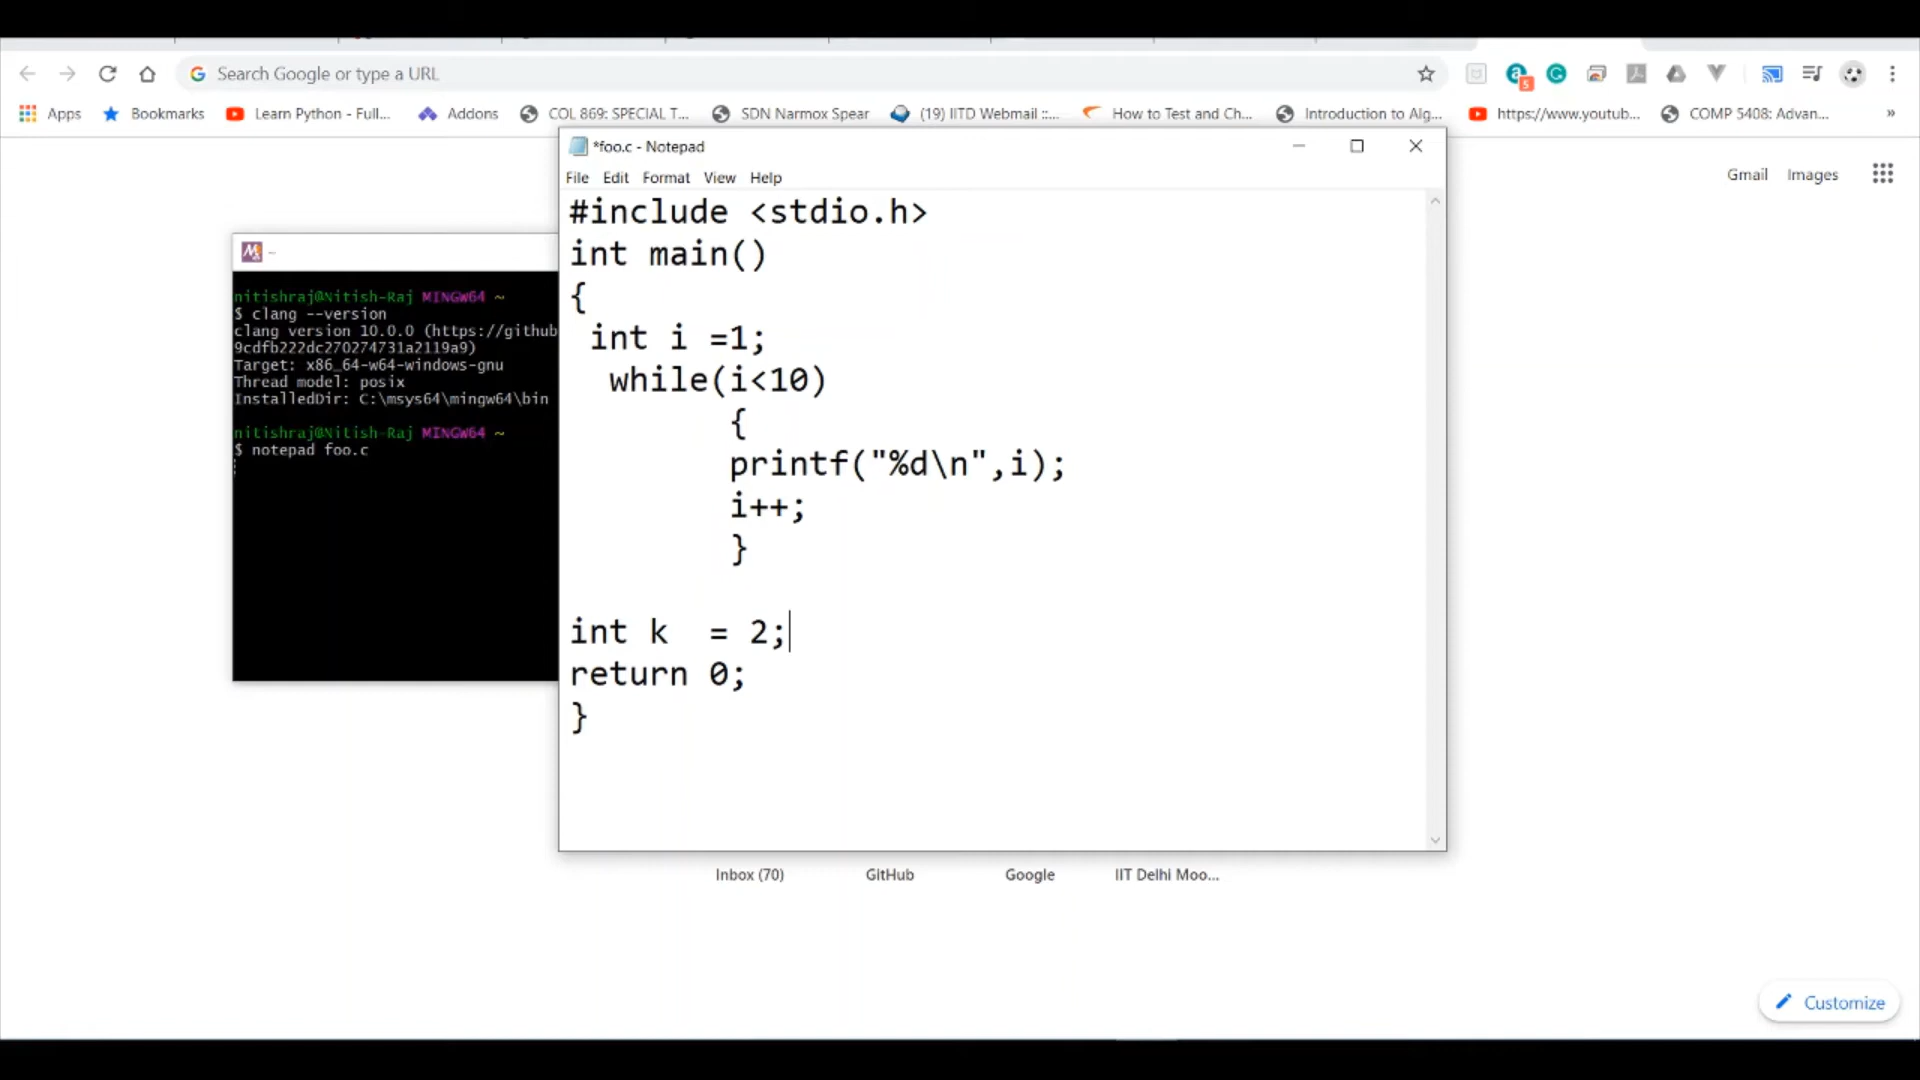 Search Google or type a URL
5
Apps Bookmarks Learn Python - Full... Addons COL 869: SPECIAL T... SDN Narmox Spear (19) IITD Webmail ::... How to Test and Ch... Introduction to Alg... https://www.youtub... COMP 5408: Advan... »
Gmail Images
*foo.c - Notepad
File Edit Format View Help
#include <stdio.h>
int main()
{
int i =1;
while(i<10)
{
printf("%d\n",i);
i++;
}
int k = 2;
return 0;
}
nitishraj@Nitish-Raj MINGW64 ~
$ clang --version
clang version 10.0.0 (https://github
9cdfb222dc270274731a2119a9)
Target: x86_64-w64-windows-gnu
Thread model: posix
InstalledDir: C:\msys64\mingw64\bin
nitishraj@Nitish-Raj MINGW64 ~
$ notepad foo.c
Inbox (70) GitHub Google IIT Delhi Moo...
Customize